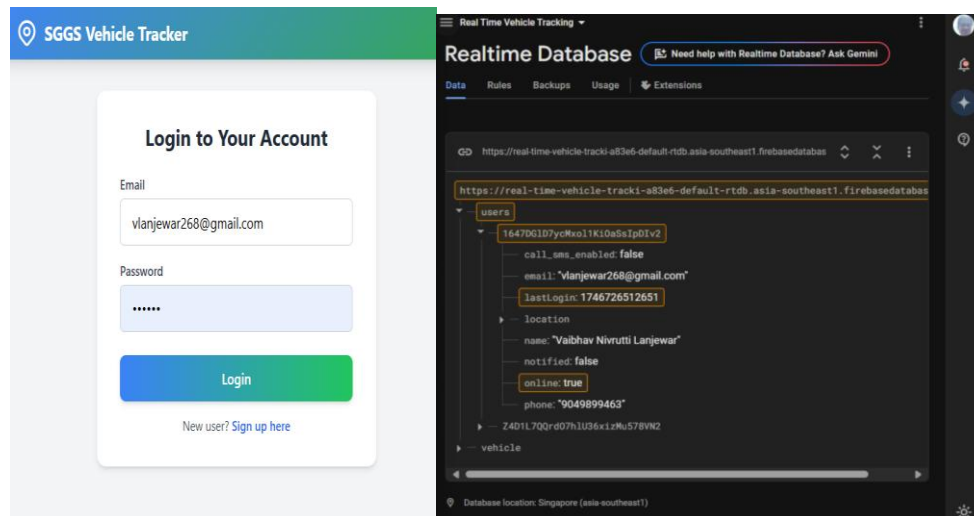 SGGS Vehicle Tracker
Login to Your Account
Email
vlanjewar268@gmail.com
Password
••••••
Login
New user? Sign up here
Real Time Vehicle Tracking
Realtime Database
Need help with Realtime Database? Ask Gemini
Data Rules Backups Usage Extensions
https://real-time-vehicle-tracki-a83e6-default-rtdb.asia-southeast1.firebasedatabas
https://real-time-vehicle-tracki-a83e6-default-rtdb.asia-southeast1.firebasedatabas
users
1647DGlD7ycMxol1KiOaSsIpDIv2
call_sms_enabled: false
email: "vlanjewar268@gmail.com"
lastLogin: 1746726512651
location
name: "Vaibhav Nivrutti Lanjewar"
notified: false
online: true
phone: "9049899463"
Z4D1L7QQrdO7hlU36xizMu578VN2
vehicle
Database location: Singapore (asia-southeast1)